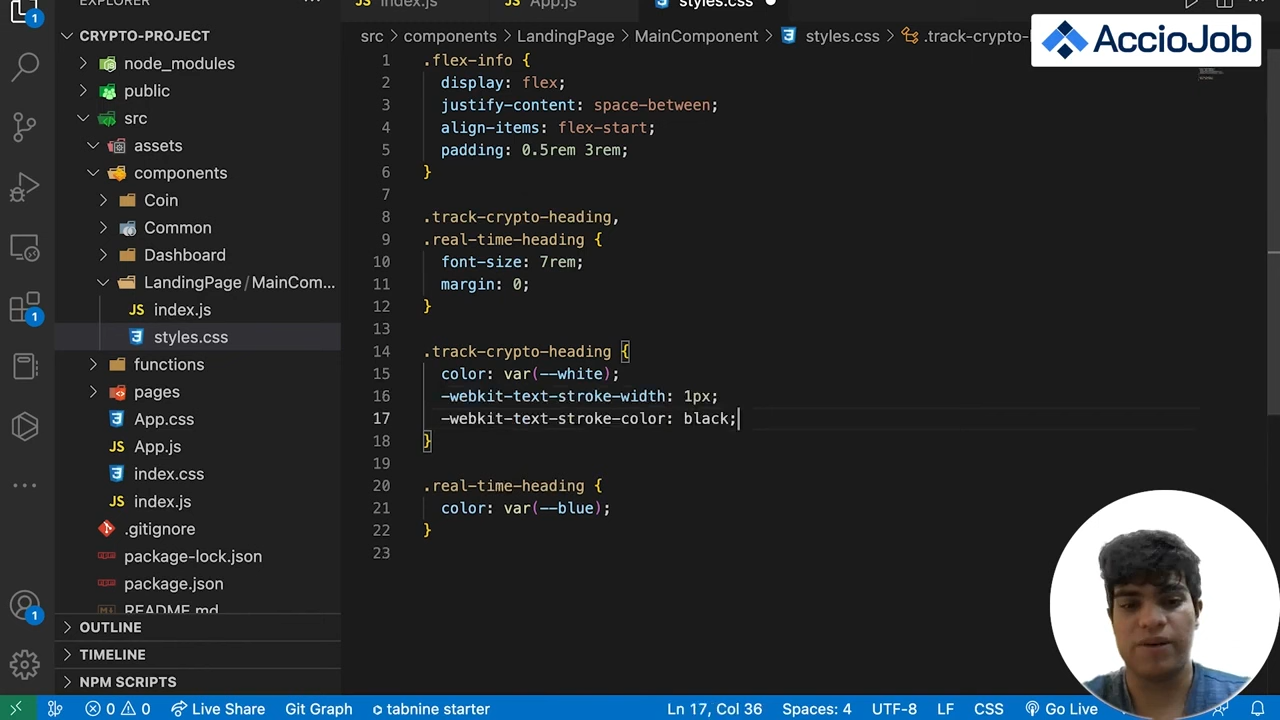 EXPLORER
index.js
App.js
styles.css
1
CRYPTO-PROJECT
src
components
LandingPage
MainComponent
styles.css
.track-crypto-
AccioJob
node_modules
public
src
assets
components
Coin
Common
Dashboard
LandingPage/MainCom...
index.js
styles.css
functions
pages
App.css
App.js
index.css
index.js
.gitignore
package-lock.json
package.json
README.md
OUTLINE
TIMELINE
NPM SCRIPTS
1
1
1 .flex-info {
2 display: flex;
3 justify-content: space-between;
4 align-items: flex-start;
5 padding: 0.5rem 3rem;
6 }
7
8 .track-crypto-heading,
9 .real-time-heading {
10 font-size: 7rem;
11 margin: 0;
12 }
13
14 .track-crypto-heading {
15 color: var(--white);
16 -webkit-text-stroke-width: 1px;
17 -webkit-text-stroke-color: black;
18 }
19
20 .real-time-heading {
21 color: var(--blue);
22 }
23
0 0 Live Share Git Graph tabnine starter Ln 17, Col 36 Spaces: 4 UTF-8 LF CSS Go Live